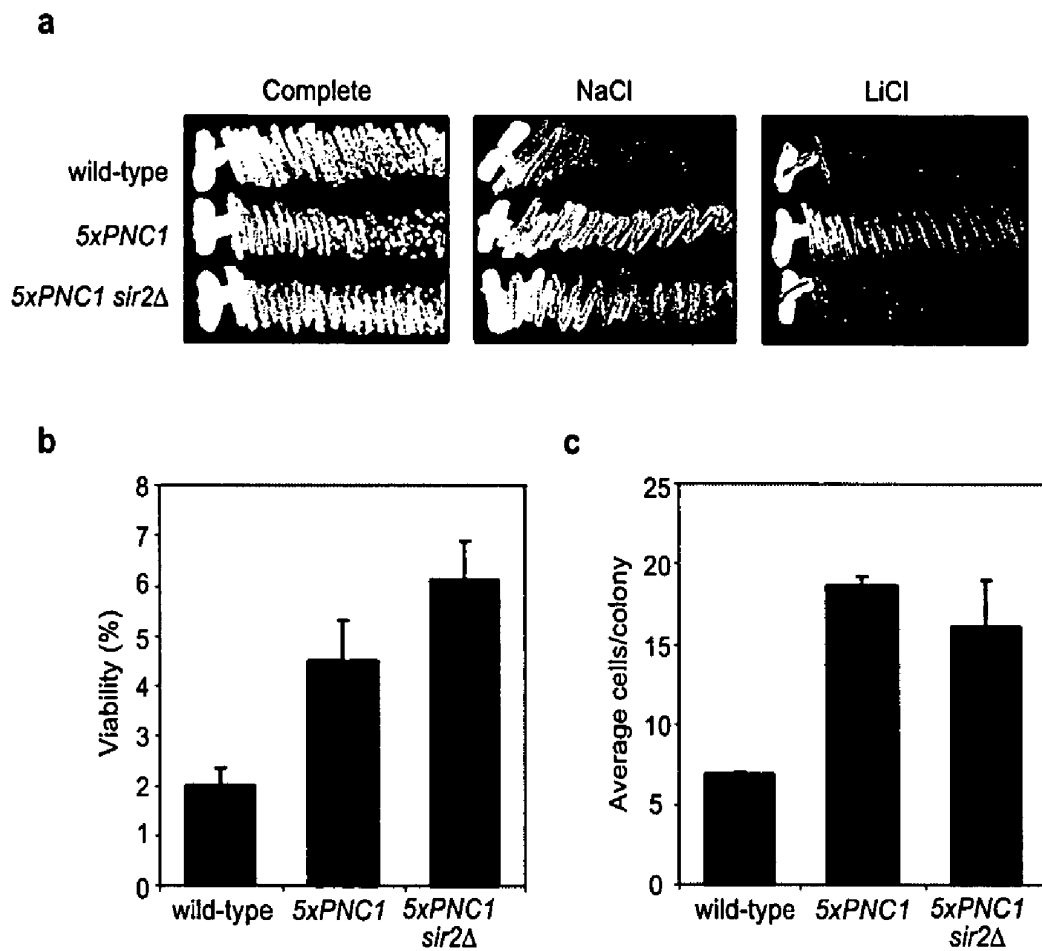 a
Complete NaCl LiCl
wild-type
5xPNC1
5xPNC1 sir2Δ
b
8
7
6
5
4
3
2
1
0
Viability (%)
wild-type 5xPNC1 5xPNC1
sir2Δ
c
25
20
15
10
5
0
Average cells/colony
wild-type 5xPNC1 5xPNC1
sir2Δ